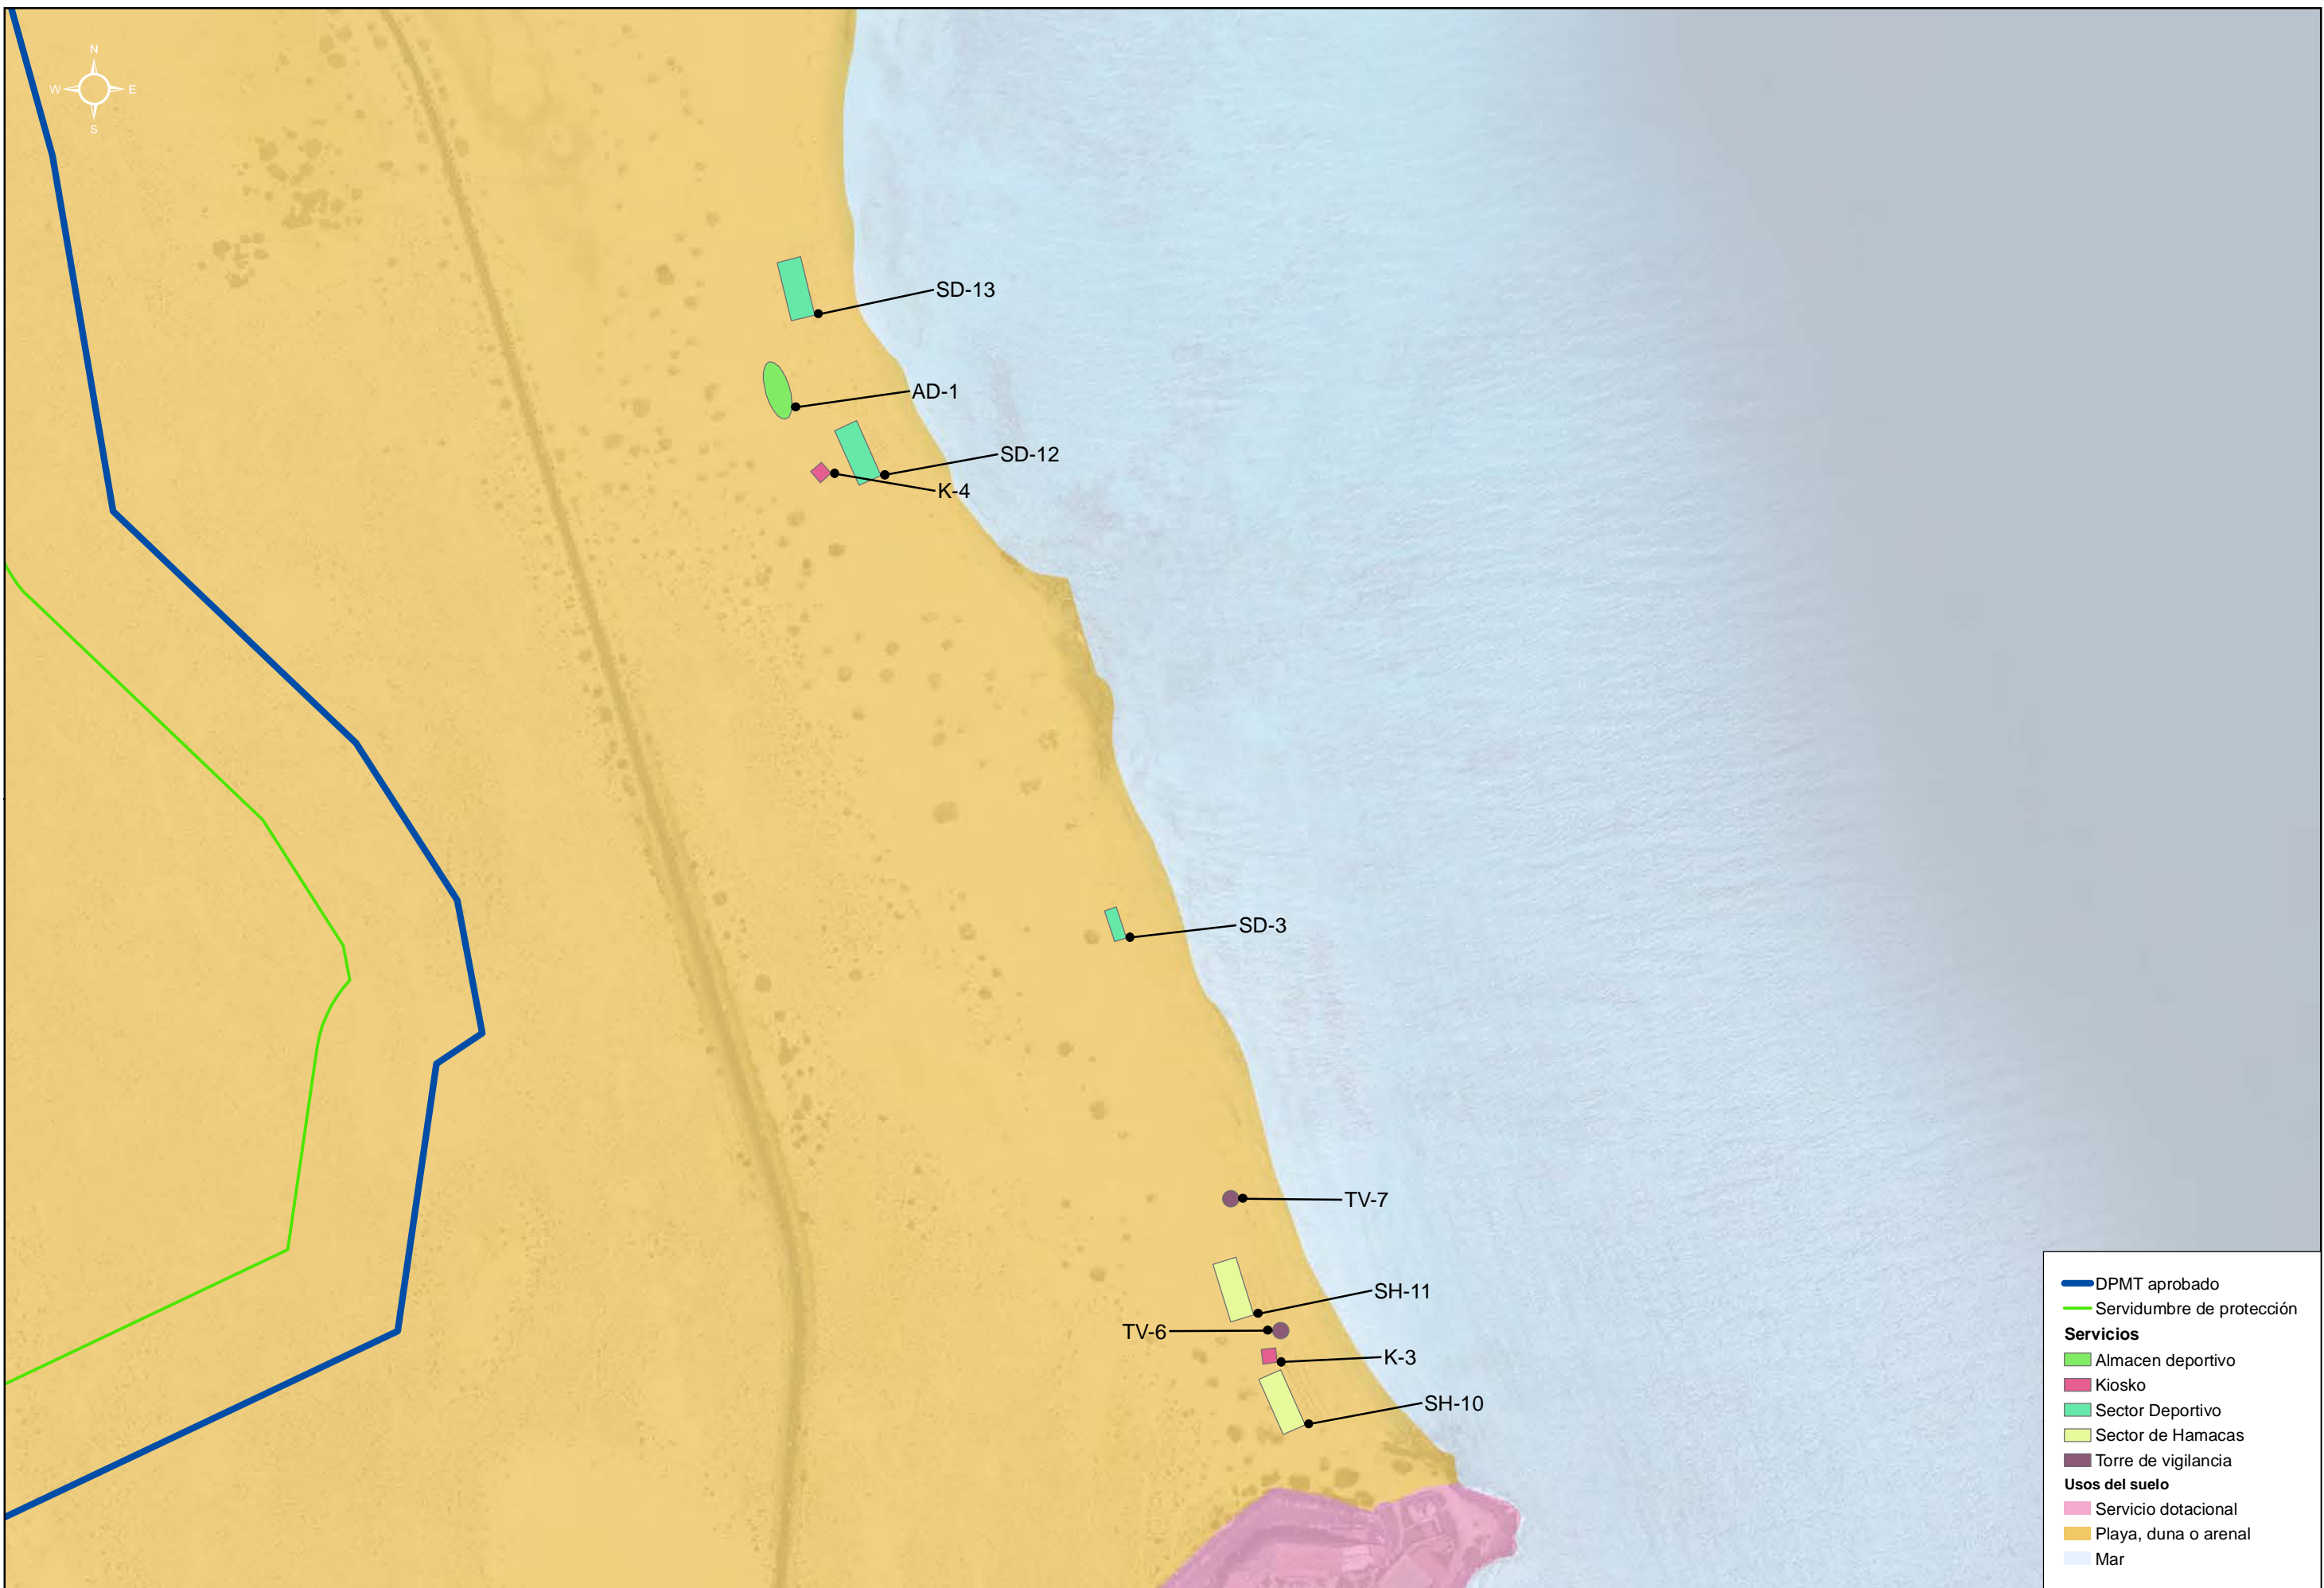 N
W E
S
SD-13
AD-1
SD-12
K-4
SD-3
TV-7
SH-11
TV-6
K-3
SH-10
DPMT aprobado
Servidumbre de protección
Servicios
Almacen deportivo
Kiosko
Sector Deportivo
Sector de Hamacas
Torre de vigilancia
Usos del suelo
Servicio dotacional
Playa, duna o arenal
Mar